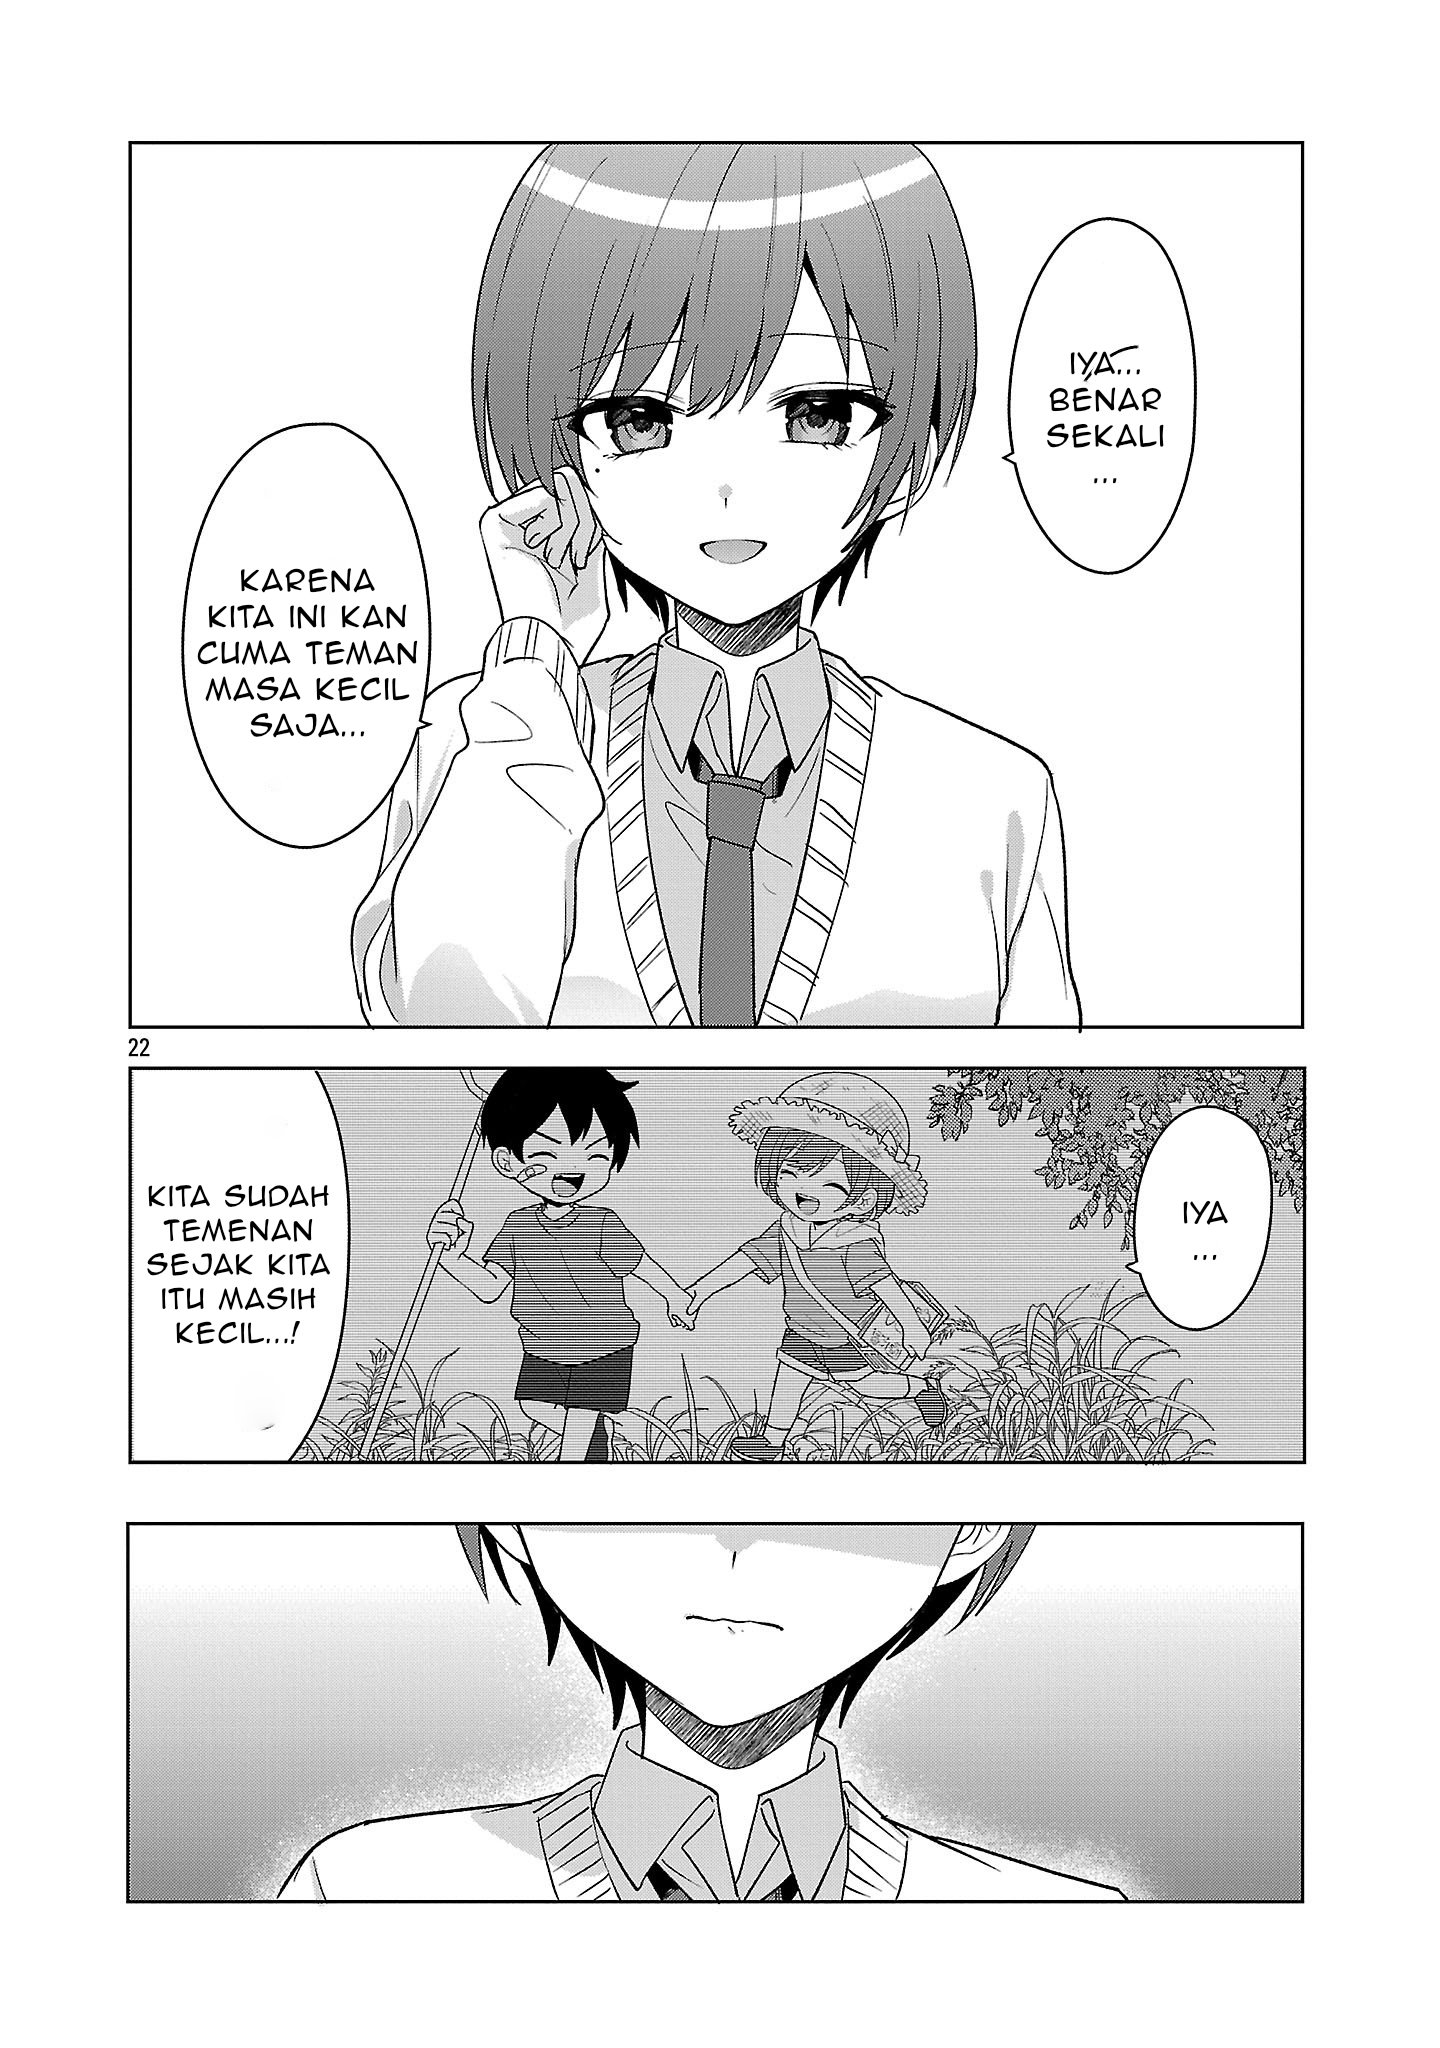 IYA...
BENAR
SEKALI
...
KARENA
KITA INI KAN
CUMA TEMAN
MASA KECIL
SAJA...
22
IYA
...
KITA SUDAH
TEMENAN
SEJAK KITA
ITU MASIH
KECIL...!